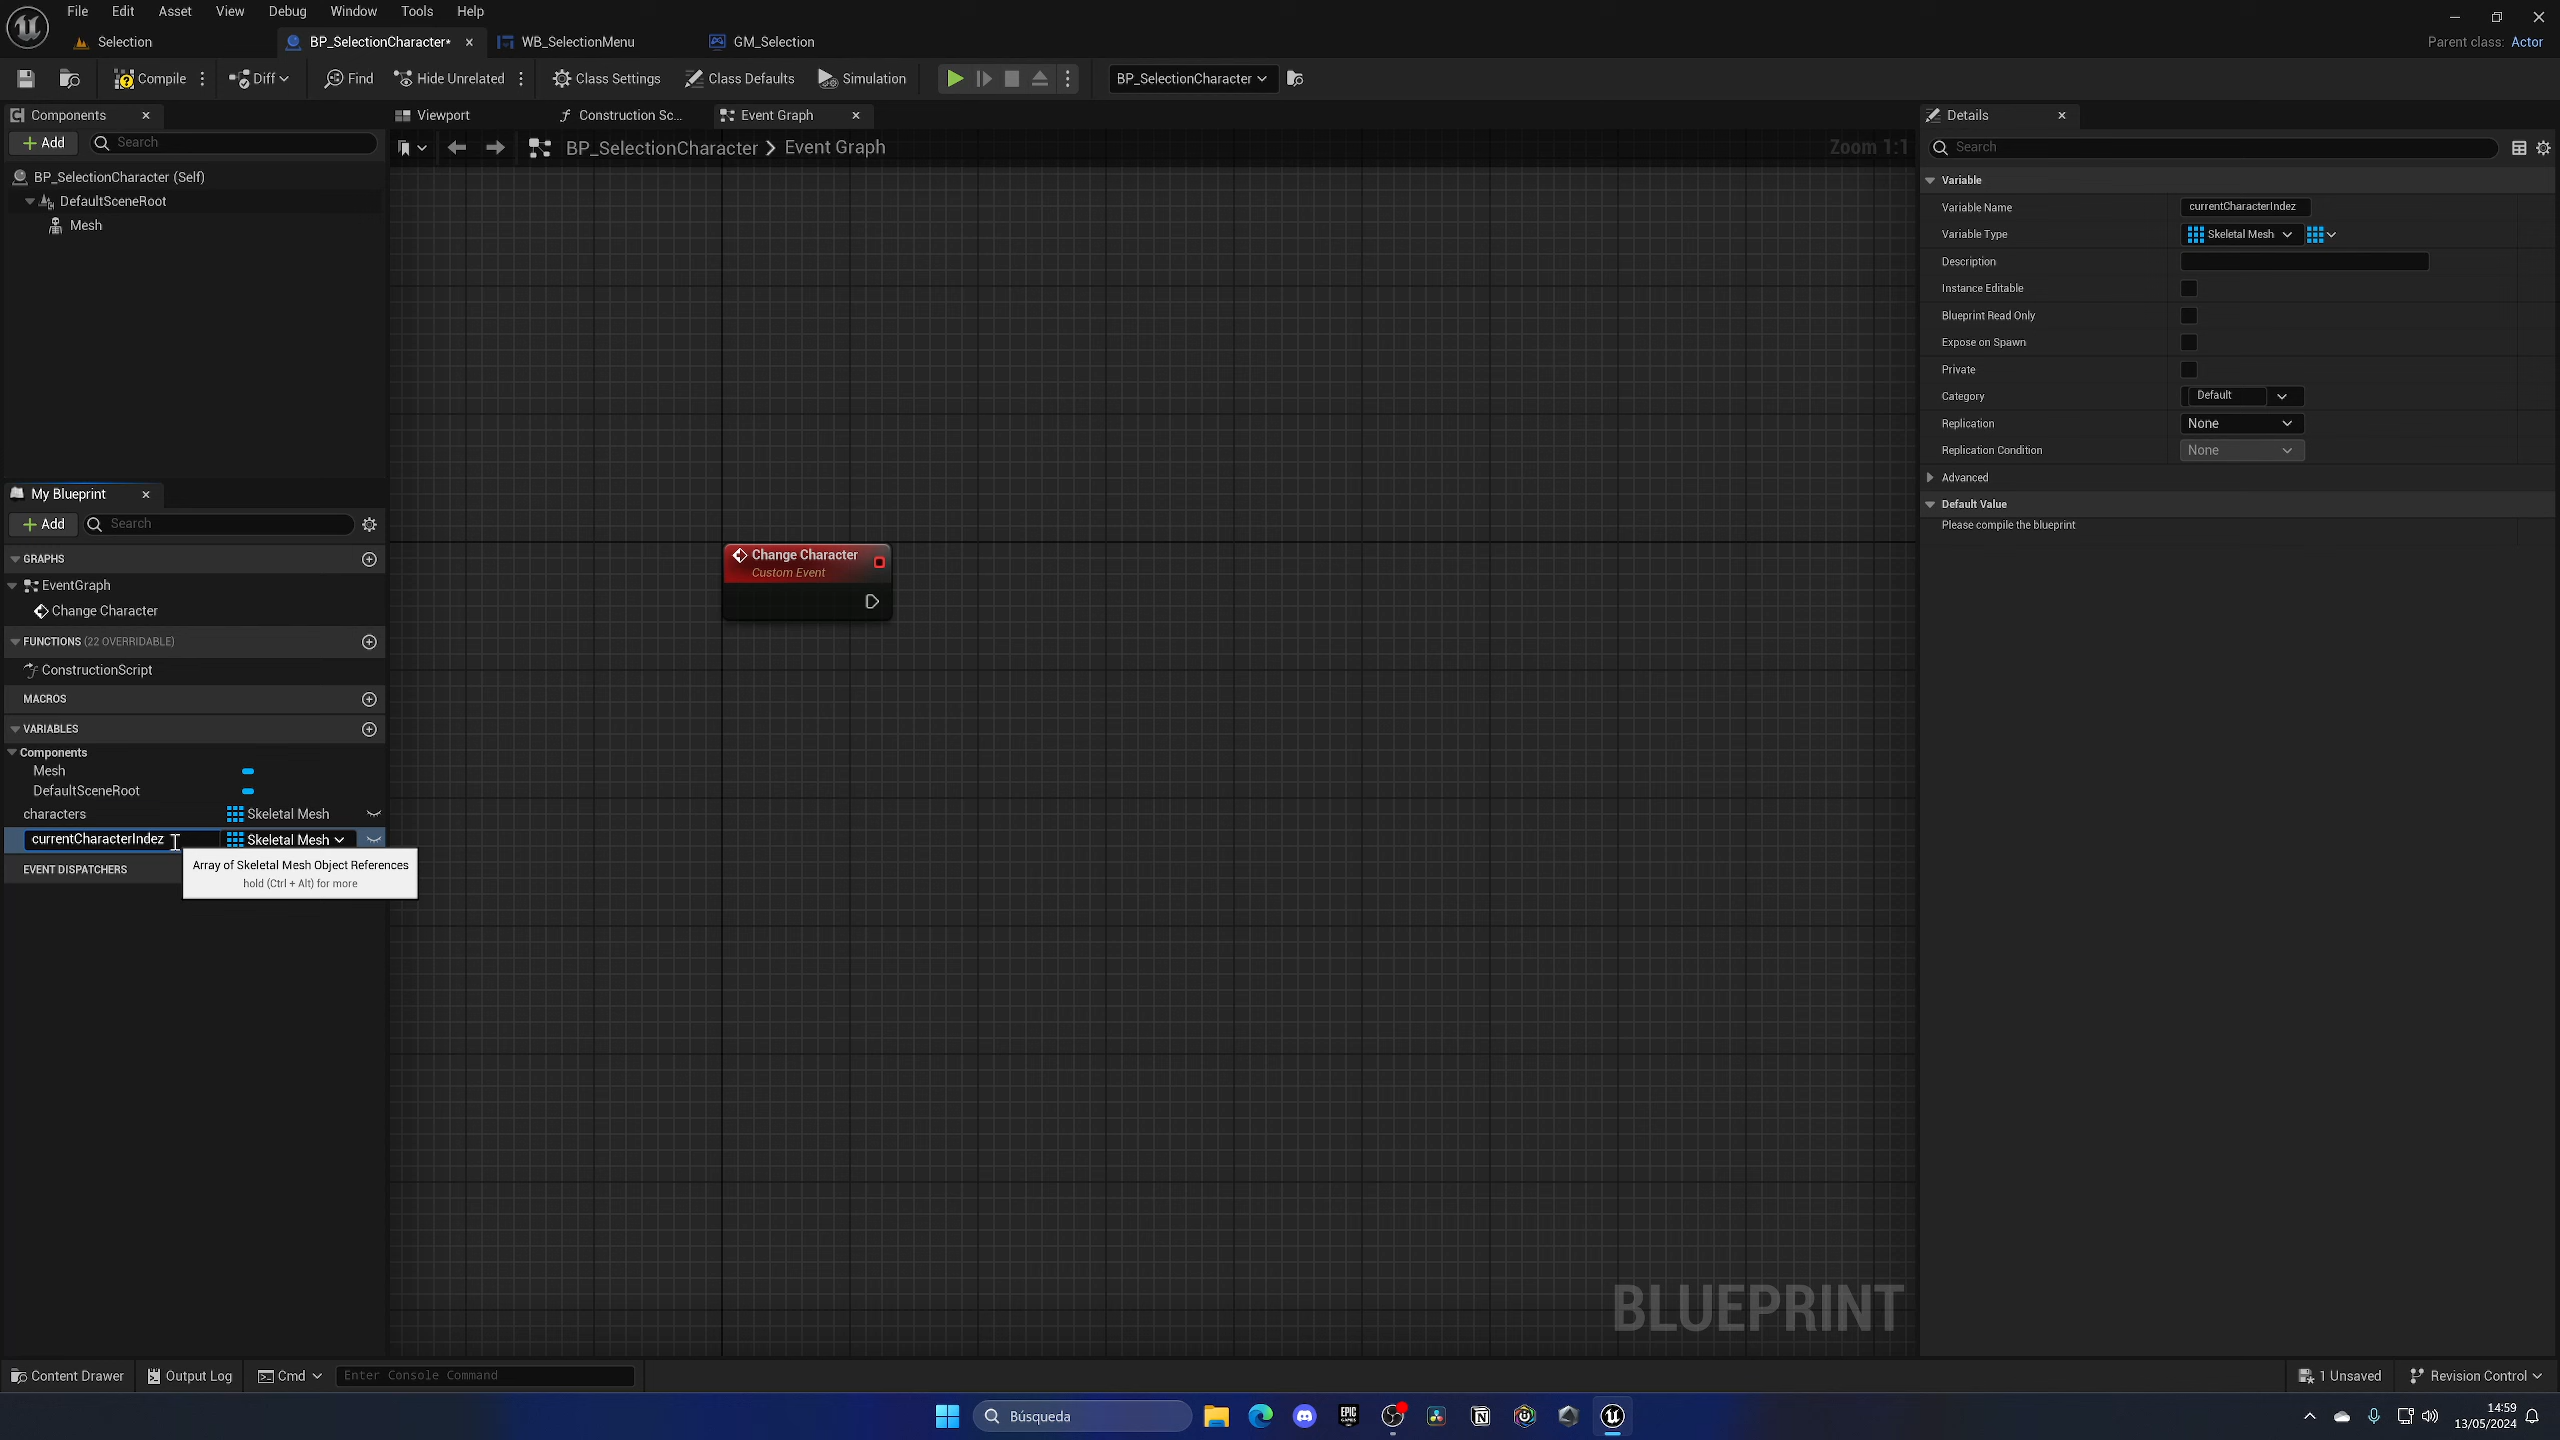 File Edit Asset View Debug Window Tools Help
Selection
BP_SelectionCharacter*
WB_SelectionMenu
GM_Selection
Parent class: Actor
Compile
Diff
Find
Hide Unrelated
Class Settings
Class Defaults
Simulation
BP_SelectionCharacter
Components
Add
Search
BP_SelectionCharacter (Self)
DefaultSceneRoot
Mesh
Viewport
Construction Sc...
Event Graph
BP_SelectionCharacter > Event Graph
Zoom 1:1
Change Character
Custom Event
BLUEPRINT
My Blueprint
Add
Search
GRAPHS
EventGraph
Change Character
FUNCTIONS (22 OVERRIDABLE)
ConstructionScript
MACROS
VARIABLES
Components
Mesh
DefaultSceneRoot
characters Skeletal Mesh
currentCharacterIndez Skeletal Mesh
EVENT DISPATCHERS
Array of Skeletal Mesh Object References
hold (Ctrl + Alt) for more
Details
Search
Variable
Variable Name currentCharacterIndez
Variable Type Skeletal Mesh
Description
Instance Editable
Blueprint Read Only
Expose on Spawn
Private
Category Default
Replication None
Replication Condition None
Advanced
Default Value
Please compile the blueprint
Content Drawer
Output Log
Cmd
Enter Console Command
1 Unsaved
Revision Control
Búsqueda
EPIC
GAMES
14:59
13/05/2024